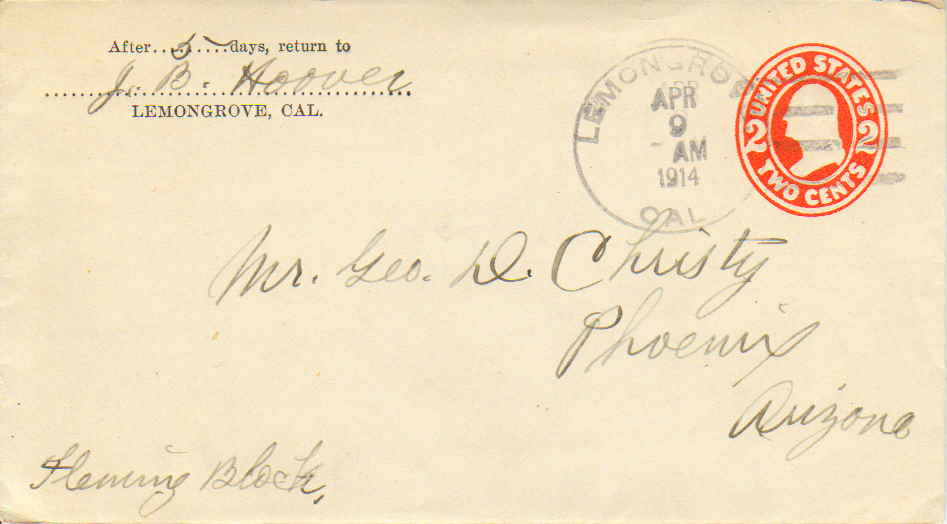 After...5...days, return to
J. B. Hoover
LEMONGROVE, CAL.
LEMONGROVE
APR
9
AM
1914
CAL
UNITED STATES
2 2
TWO CENTS
Mr. Geo. D. Christy
Phoenix
Arizona
Fleming Block,